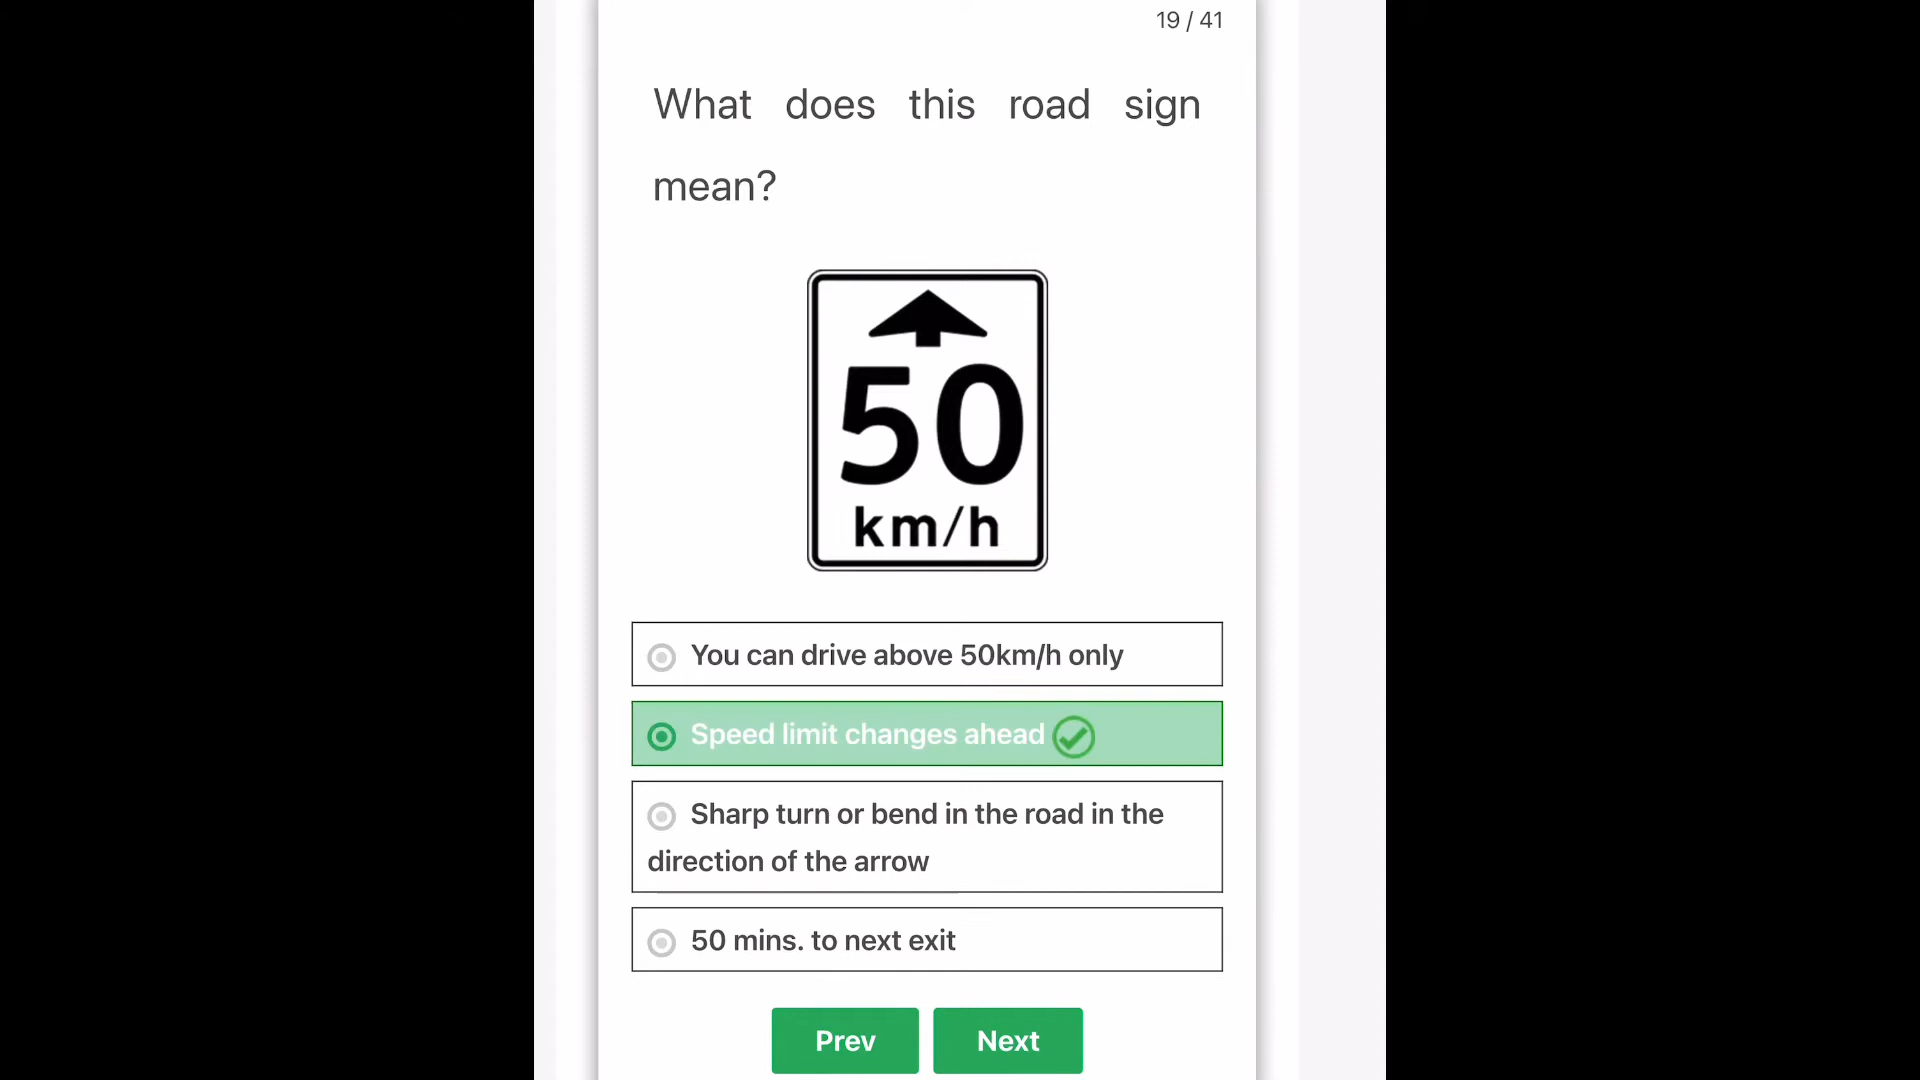 19 / 41
What does this road sign
mean?
50
km/h
You can drive above 50km/h only
Speed limit changes ahead
Sharp turn or bend in the road in the
direction of the arrow
50 mins. to next exit
Prev Next